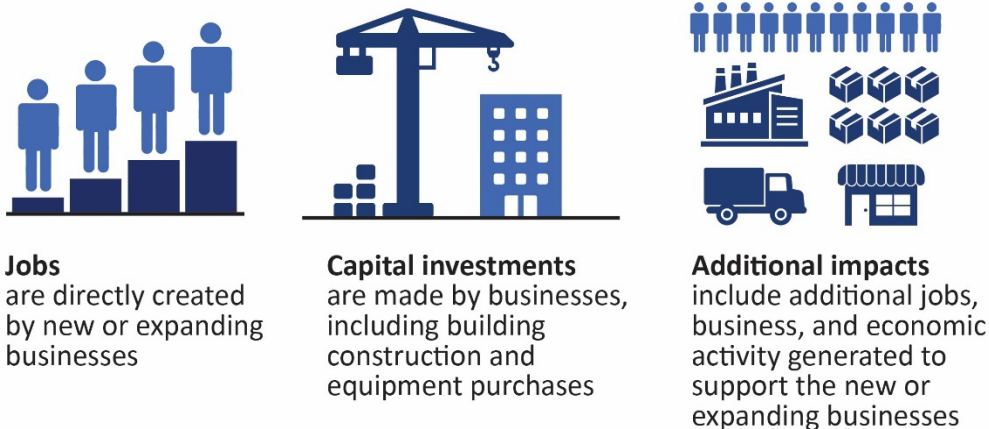 Jobs
are directly created
by new or expanding
businesses
Capital investments
are made by businesses,
including building
construction and
equipment purchases
Additional impacts
include additional jobs,
business, and economic
activity generated to
support the new or
expanding businesses